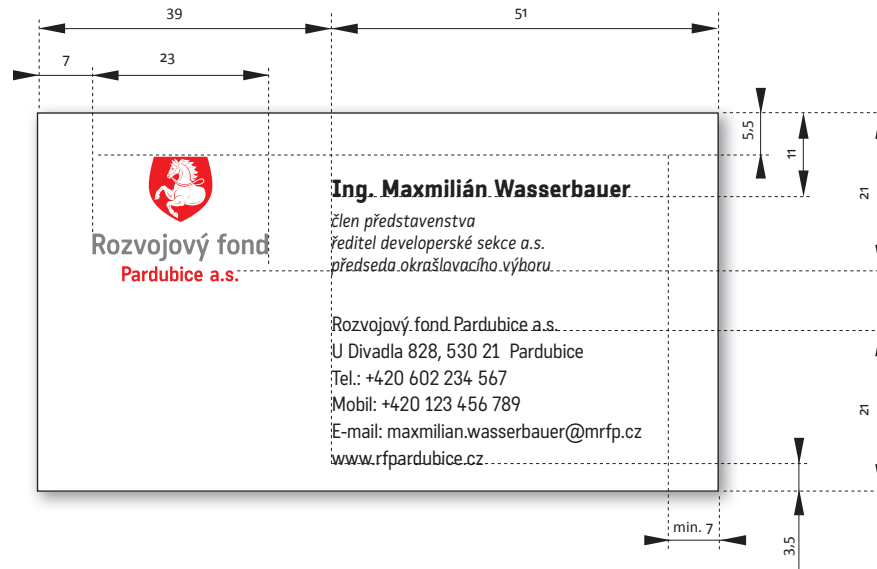 39
51
7
23
5,5
11
21
Rozvojový fond
Pardubice a.s.
Ing. Maxmilián Wasserbauer
člen představenstva
ředitel developerské sekce a.s.
předseda okrašlovacího výboru
Rozvojový fond Pardubice a.s.
U Divadla 828, 530 21 Pardubice
Tel.: +420 602 234 567
Mobil: +420 123 456 789
E-mail: maxmilian.wasserbauer@mrfp.cz
www.rfpardubice.cz
21
min. 7
3,5